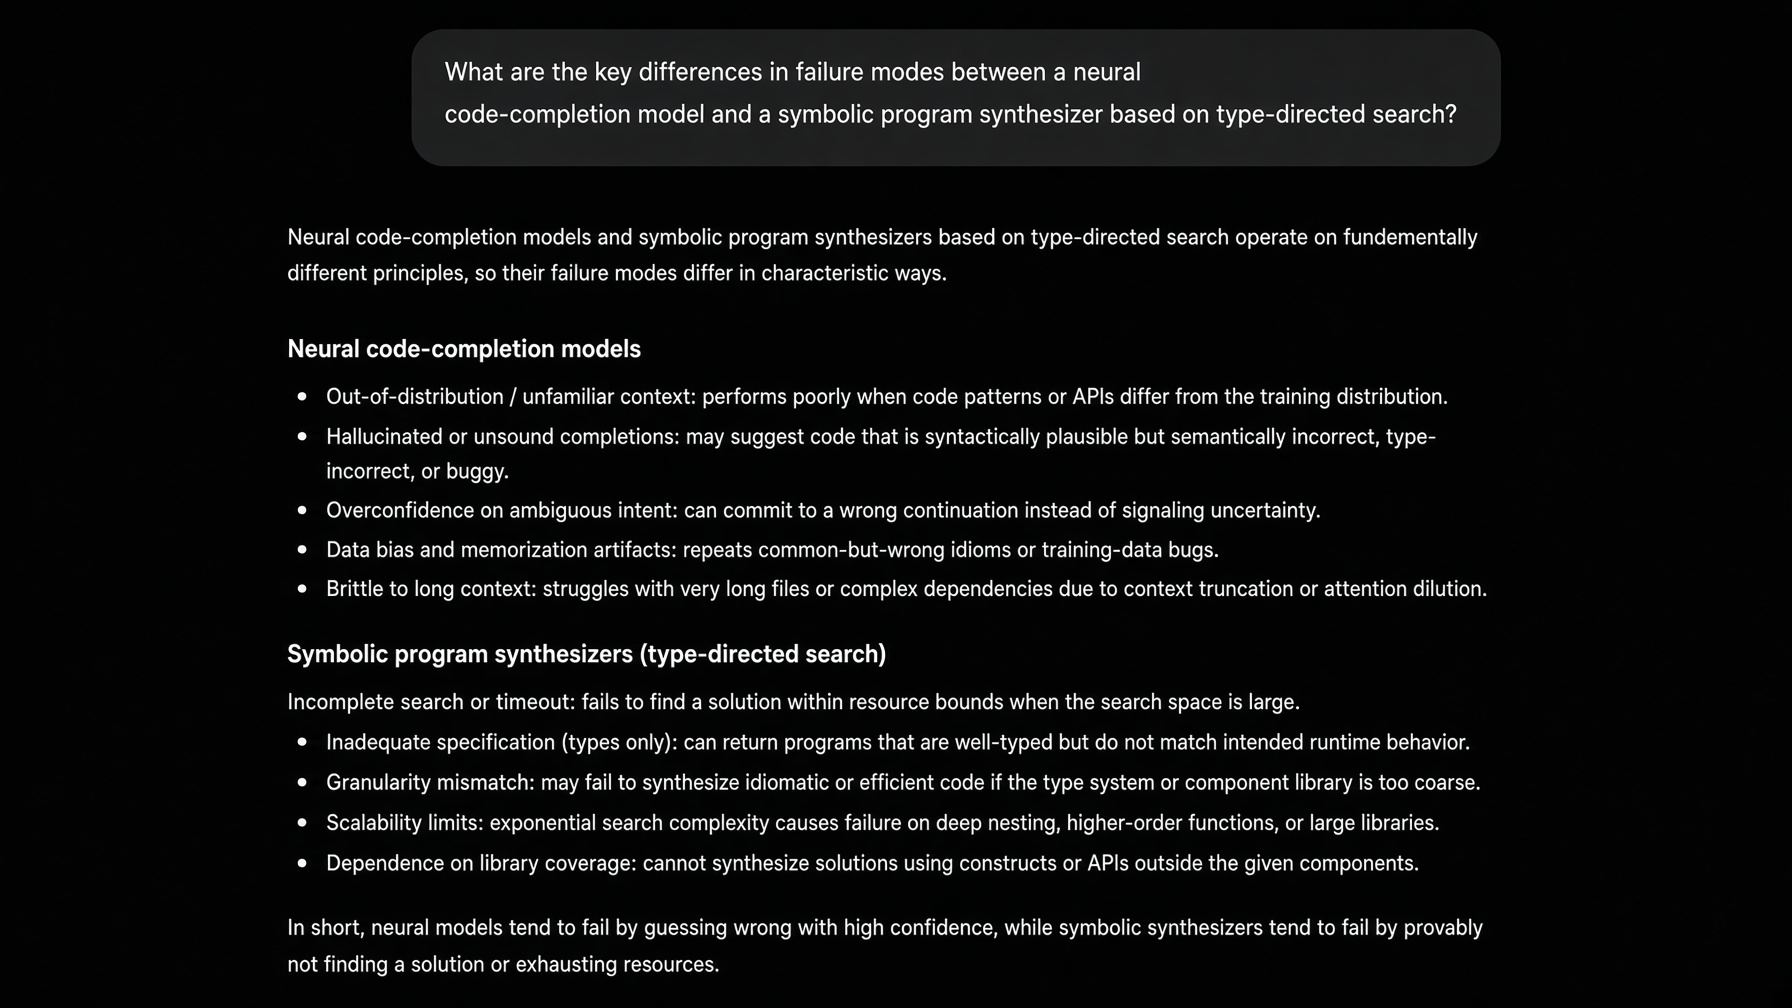 What are the key differences in failure modes between a neural
code-completion model and a symbolic program synthesizer based on type-directed search?
Neural code-completion models and symbolic program synthesizers based on type-directed search operate on fundementally
different principles, so their failure modes differ in characteristic ways.
Neural code-completion models
• Out-of-distribution / unfamiliar context: performs poorly when code patterns or APIs differ from the training distribution.
• Hallucinated or unsound completions: may suggest code that is syntactically plausible but semantically incorrect, type-
incorrect, or buggy.
• Overconfidence on ambiguous intent: can commit to a wrong continuation instead of signaling uncertainty.
• Data bias and memorization artifacts: repeats common-but-wrong idioms or training-data bugs.
• Brittle to long context: struggles with very long files or complex dependencies due to context truncation or attention dilution.
Symbolic program synthesizers (type-directed search)
Incomplete search or timeout: fails to find a solution within resource bounds when the search space is large.
• Inadequate specification (types only): can return programs that are well-typed but do not match intended runtime behavior.
• Granularity mismatch: may fail to synthesize idiomatic or efficient code if the type system or component library is too coarse.
• Scalability limits: exponential search complexity causes failure on deep nesting, higher-order functions, or large libraries.
• Dependence on library coverage: cannot synthesize solutions using constructs or APIs outside the given components.
In short, neural models tend to fail by guessing wrong with high confidence, while symbolic synthesizers tend to fail by provably
not finding a solution or exhausting resources.